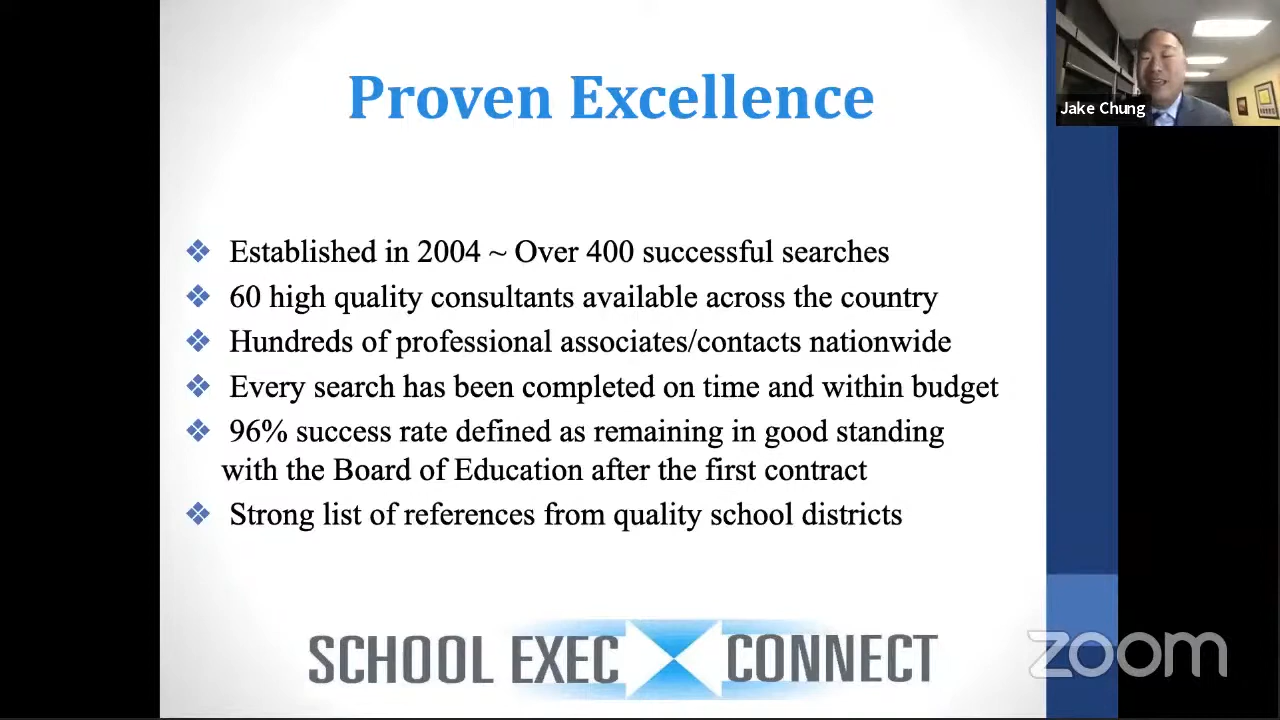 Proven Excellence
Jake Chung
❖ Established in 2004 ~ Over 400 successful searches
❖ 60 high quality consultants available across the country
❖ Hundreds of professional associates/contacts nationwide
❖ Every search has been completed on time and within budget
❖ 96% success rate defined as remaining in good standing
with the Board of Education after the first contract
❖ Strong list of references from quality school districts
SCHOOL EXEC CONNECT
zoom